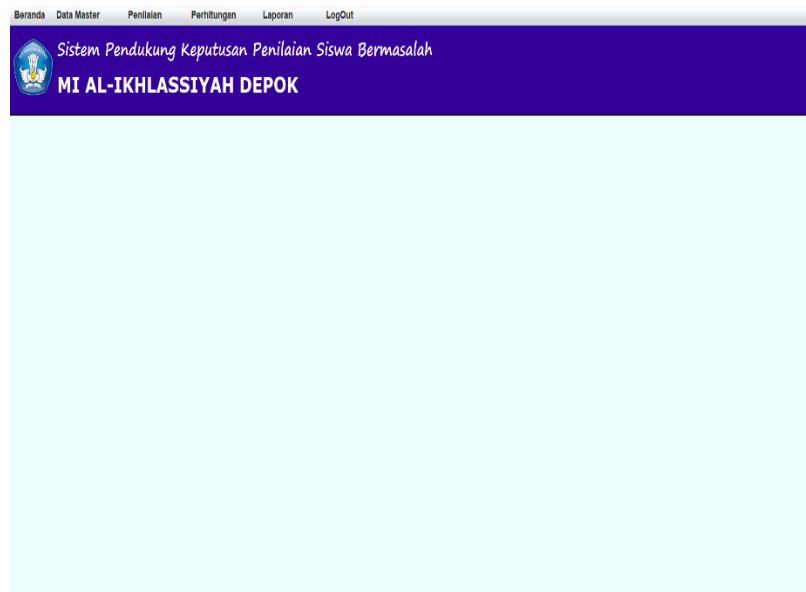 Beranda Data Master Penilaian Perhitungan Laporan LogOut
Sistem Pendukung Keputusan Penilaian Siswa Bermasalah
MI AL-IKHLASSIYAH DEPOK